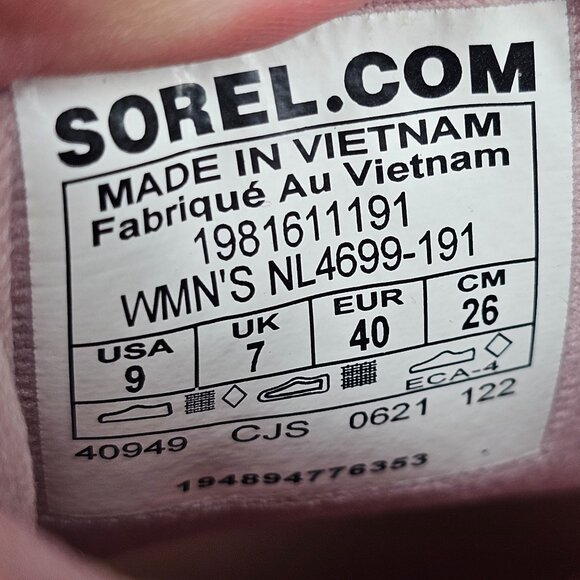 SOREL.COM
MADE IN VIETNAM
Fabriqué Au Vietnam
1981611191
WMN'S NL4699-191
USA UK EUR CM
9 7 40 26
ECA-4
40949 CJS 0621 122
194894776353